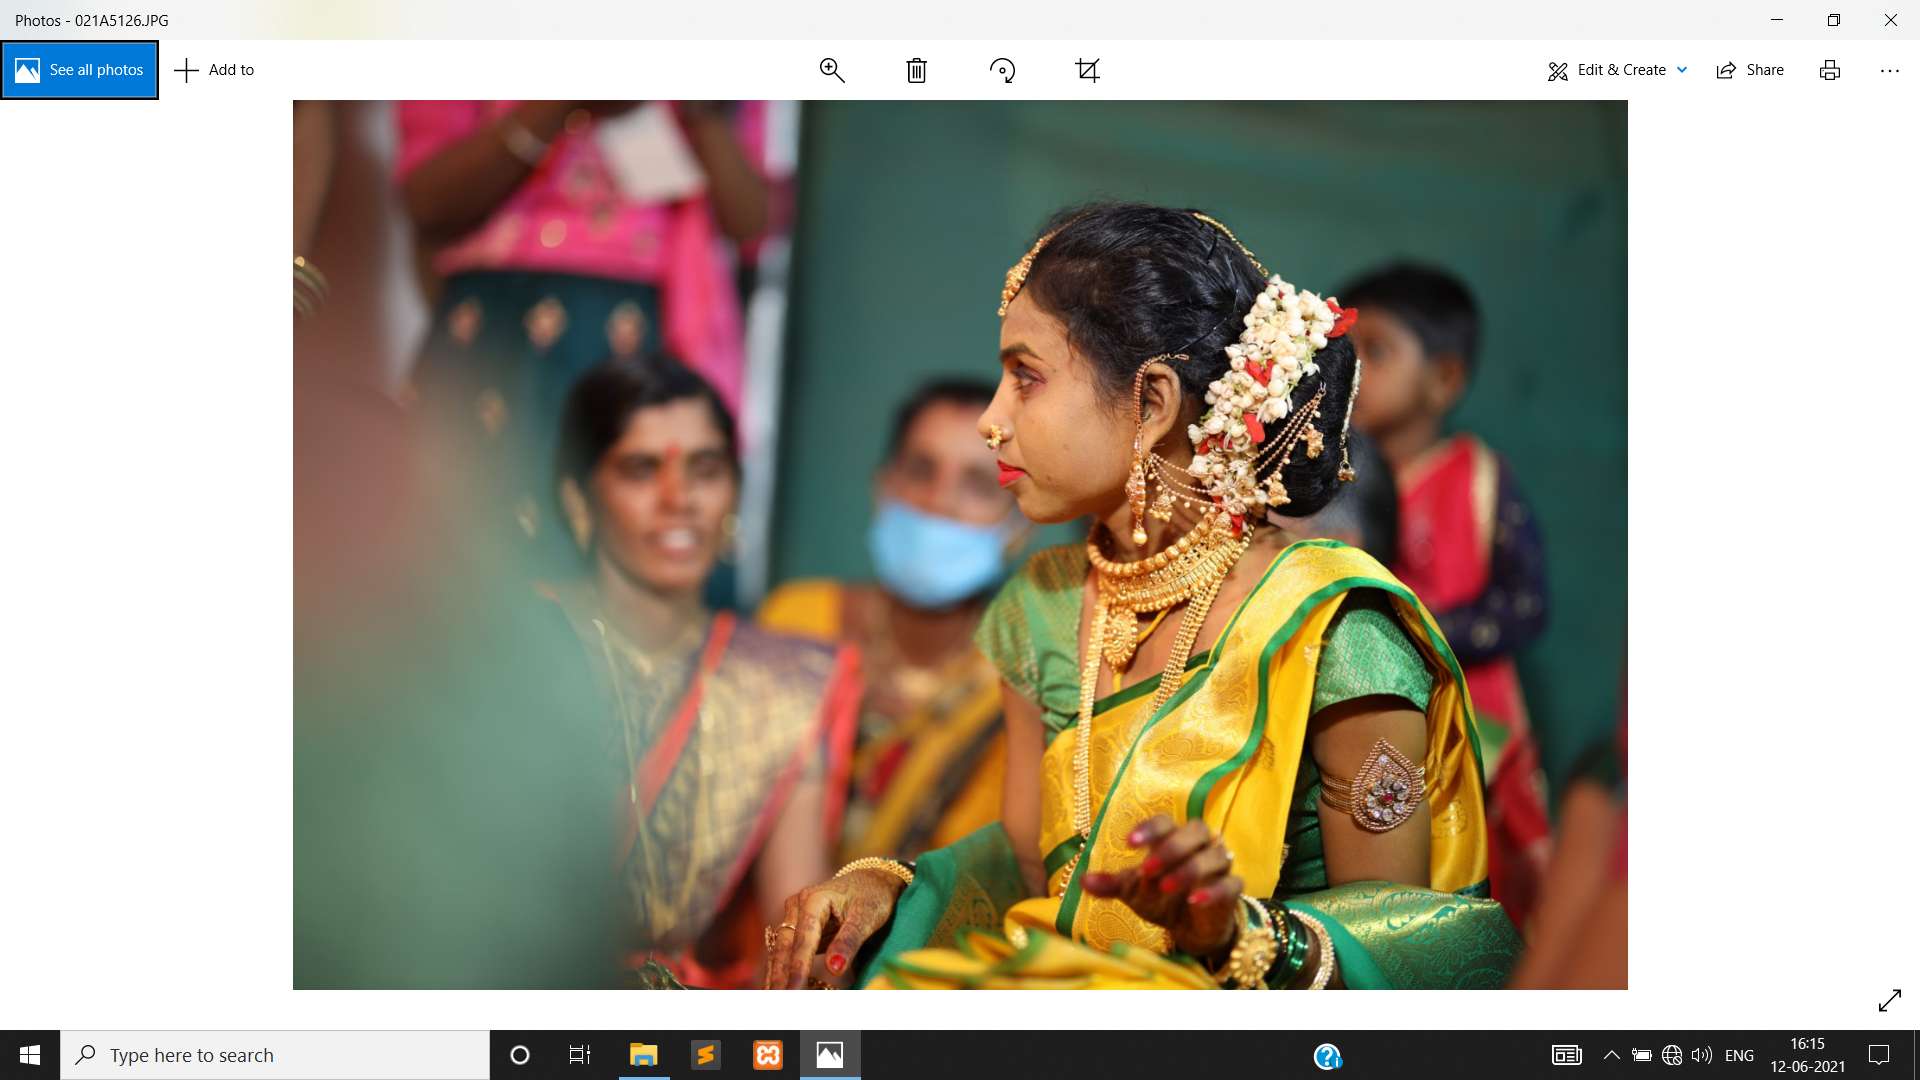 Photos - 021A5126.JPG
See all photos
Add to
Edit & Create
Share
Type here to search
ENG
16:15
12-06-2021